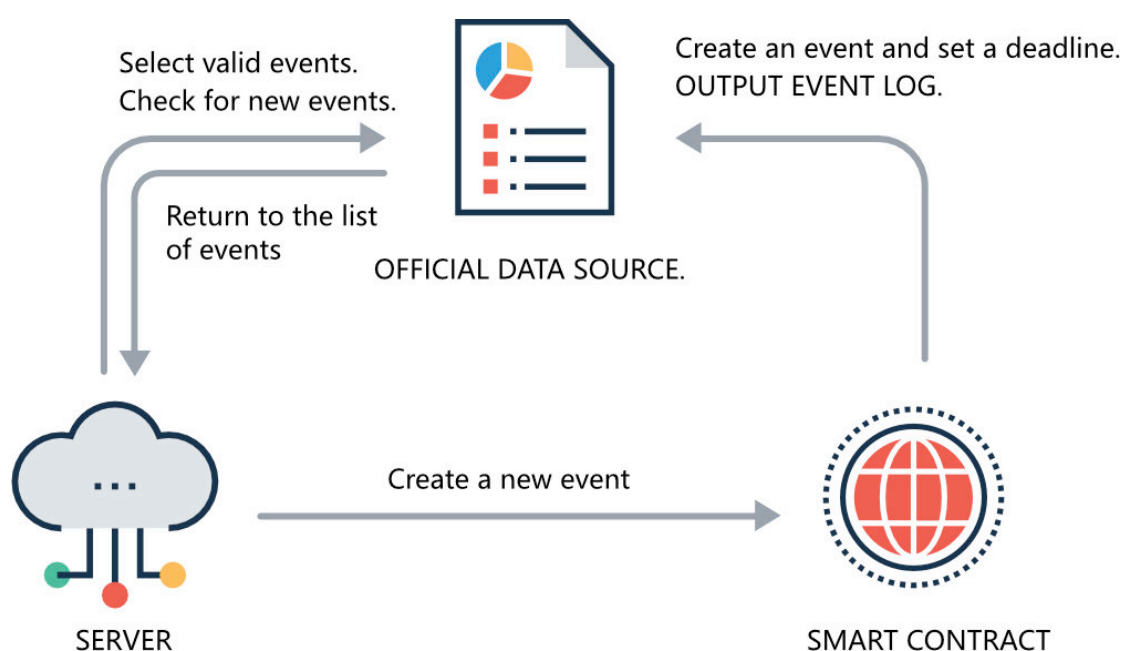 Select valid events.
Check for new events.
Create an event and set a deadline.
OUTPUT EVENT LOG.
Return to the list
of events
OFFICIAL DATA SOURCE.
Create a new event
SERVER
SMART CONTRACT